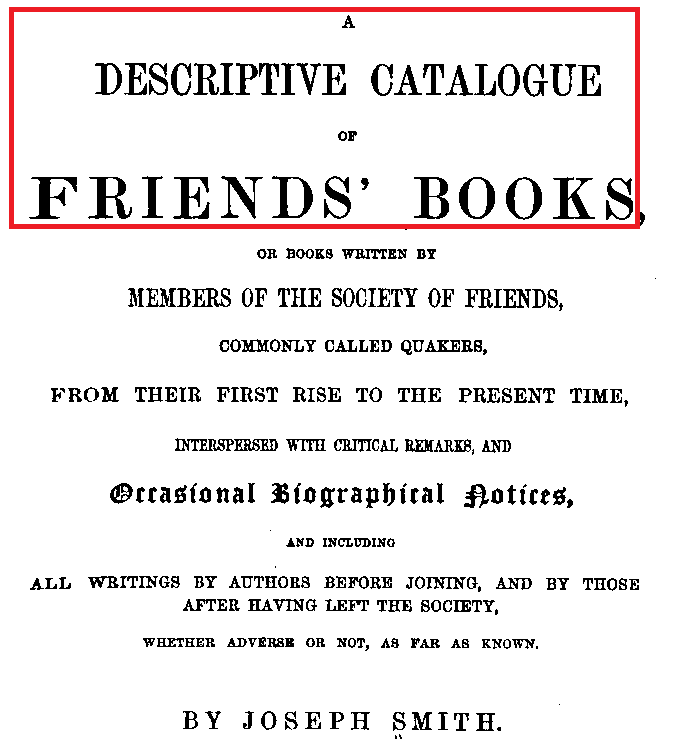 A
DESCRIPTIVE CATALOGUE
OF
FRIENDS' BOOKS,
OR BOOKS WRITTEN BY
MEMBERS OF THE SOCIETY OF FRIENDS,
COMMONLY CALLED QUAKERS,
FROM THEIR FIRST RISE TO THE PRESENT TIME,
INTERSPERSED WITH CRITICAL REMARKS, AND
Occasional Biographical Notices,
AND INCLUDING
ALL WRITINGS BY AUTHORS BEFORE JOINING, AND BY THOSE
AFTER HAVING LEFT THE SOCIETY,
WHETHER ADVERSE OR NOT, AS FAR AS KNOWN.
BY JOSEPH SMITH.